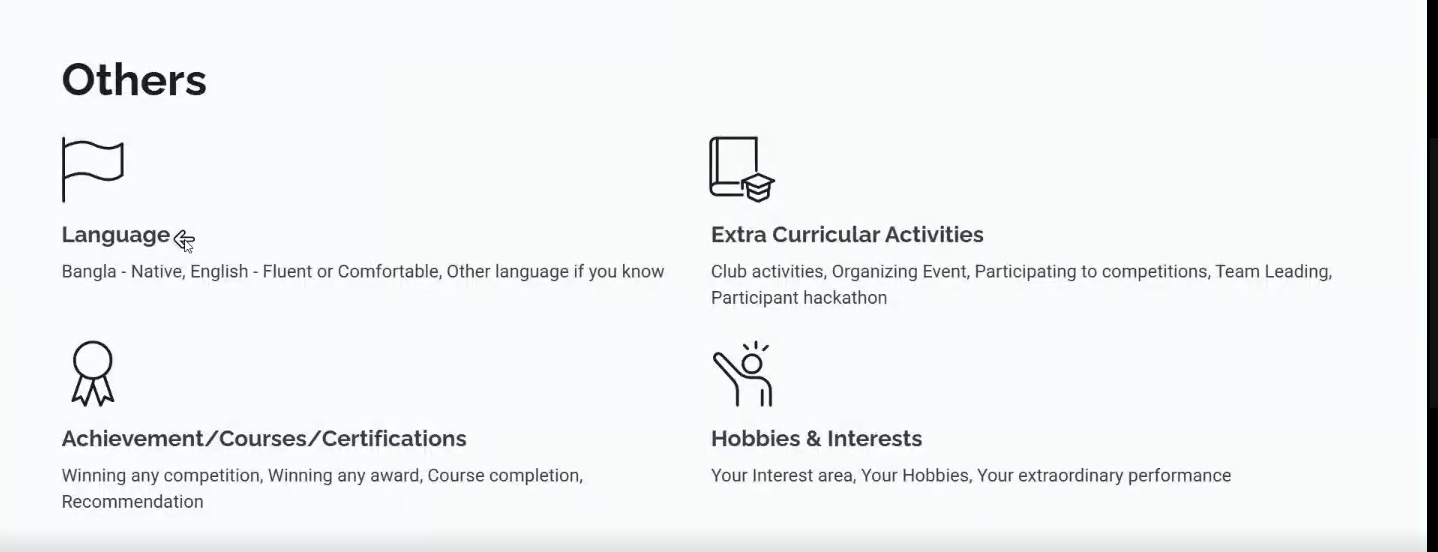 Others
Language
Bangla - Native, English - Fluent or Comfortable, Other language if you know
Extra Curricular Activities
Club activities, Organizing Event, Participating to competitions, Team Leading,
Participant hackathon
Achievement/Courses/Certifications
Winning any competition, Winning any award, Course completion,
Recommendation
Hobbies & Interests
Your Interest area, Your Hobbies, Your extraordinary performance